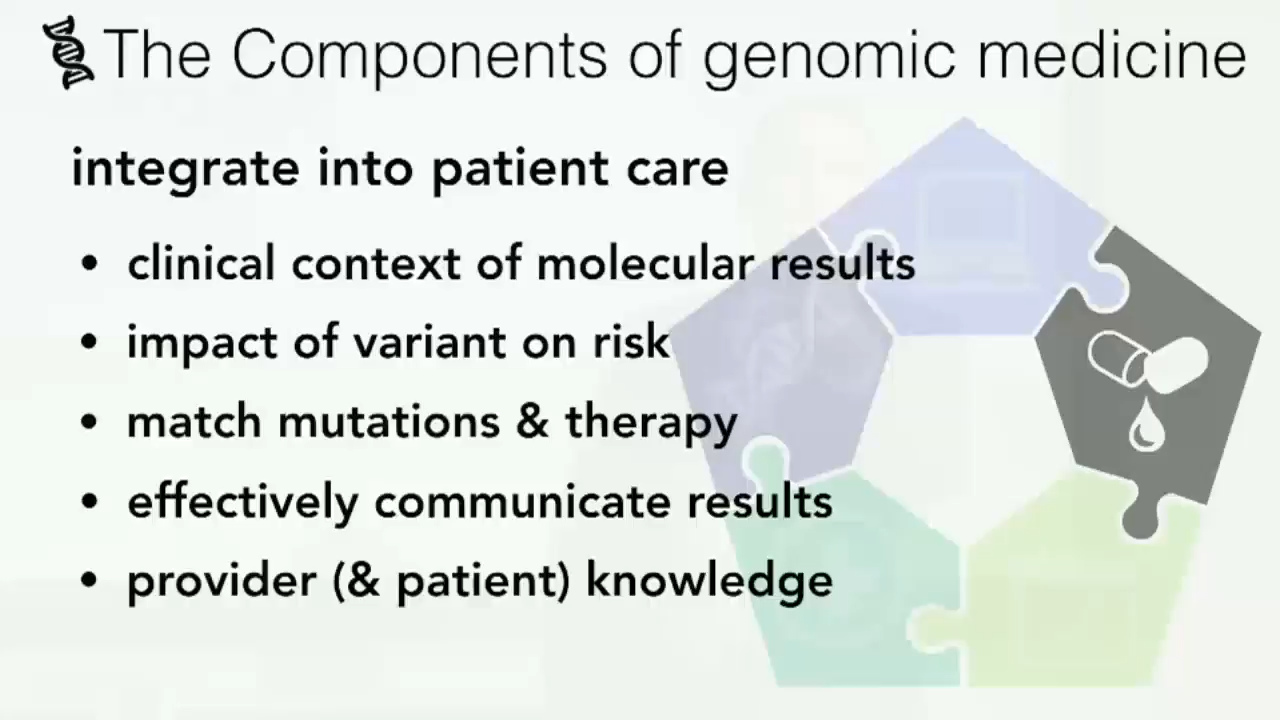 The Components of genomic medicine
integrate into patient care
• clinical context of molecular results
• impact of variant on risk
• match mutations & therapy
• effectively communicate results
• provider (& patient) knowledge